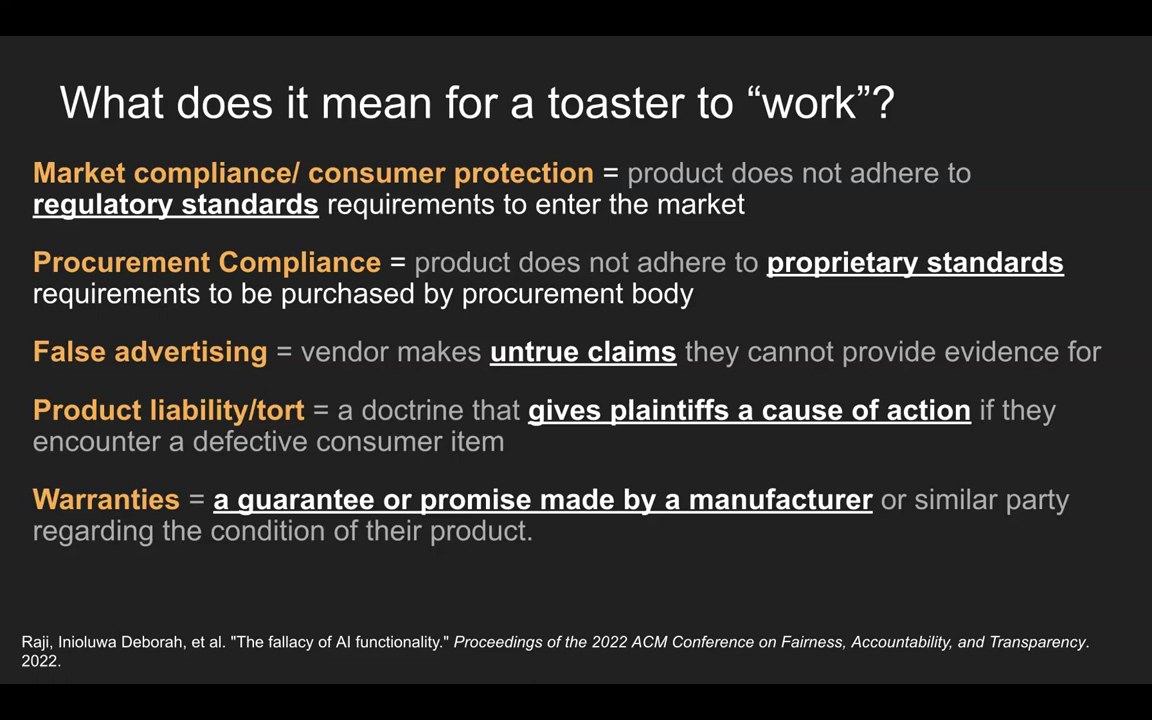 What does it mean for a toaster to “work”?
Market compliance/ consumer protection = product does not adhere to
regulatory standards requirements to enter the market
Procurement Compliance = product does not adhere to proprietary standards
requirements to be purchased by procurement body
False advertising = vendor makes untrue claims they cannot provide evidence for
Product liability/tort = a doctrine that gives plaintiffs a cause of action if they
encounter a defective consumer item
Warranties = a guarantee or promise made by a manufacturer or similar party
regarding the condition of their product.
Raji, Inioluwa Deborah, et al. "The fallacy of AI functionality." Proceedings of the 2022 ACM Conference on Fairness, Accountability, and Transparency.
2022.